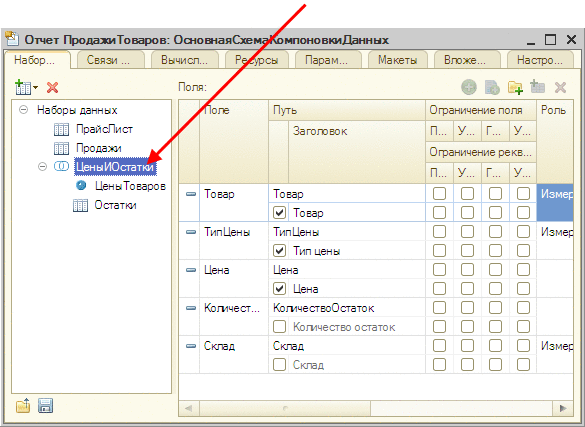 Отчет ПродажиТоваров: ОсновнаяСхемаКомпоновкиДанных
Набор... Связи ... Вычисл... Ресурсы Парам... Макеты Вложе... Настро...
Поля:
Наборы данных
ПрайсЛист
Продажи
ЦеныИОстатки
ЦеныТоваров
Остатки
Поле Путь Ограничение поля Роль
Заголовок П... У... Г... У...
Ограничение рекв...
П... У... Г... У...
Товар Товар Измер
Товар
ТипЦены ТипЦены Измер
Тип цены
Цена Цена
Цена
Количест... КоличествоОстаток
Количество остаток
Склад Склад Измер
Склад